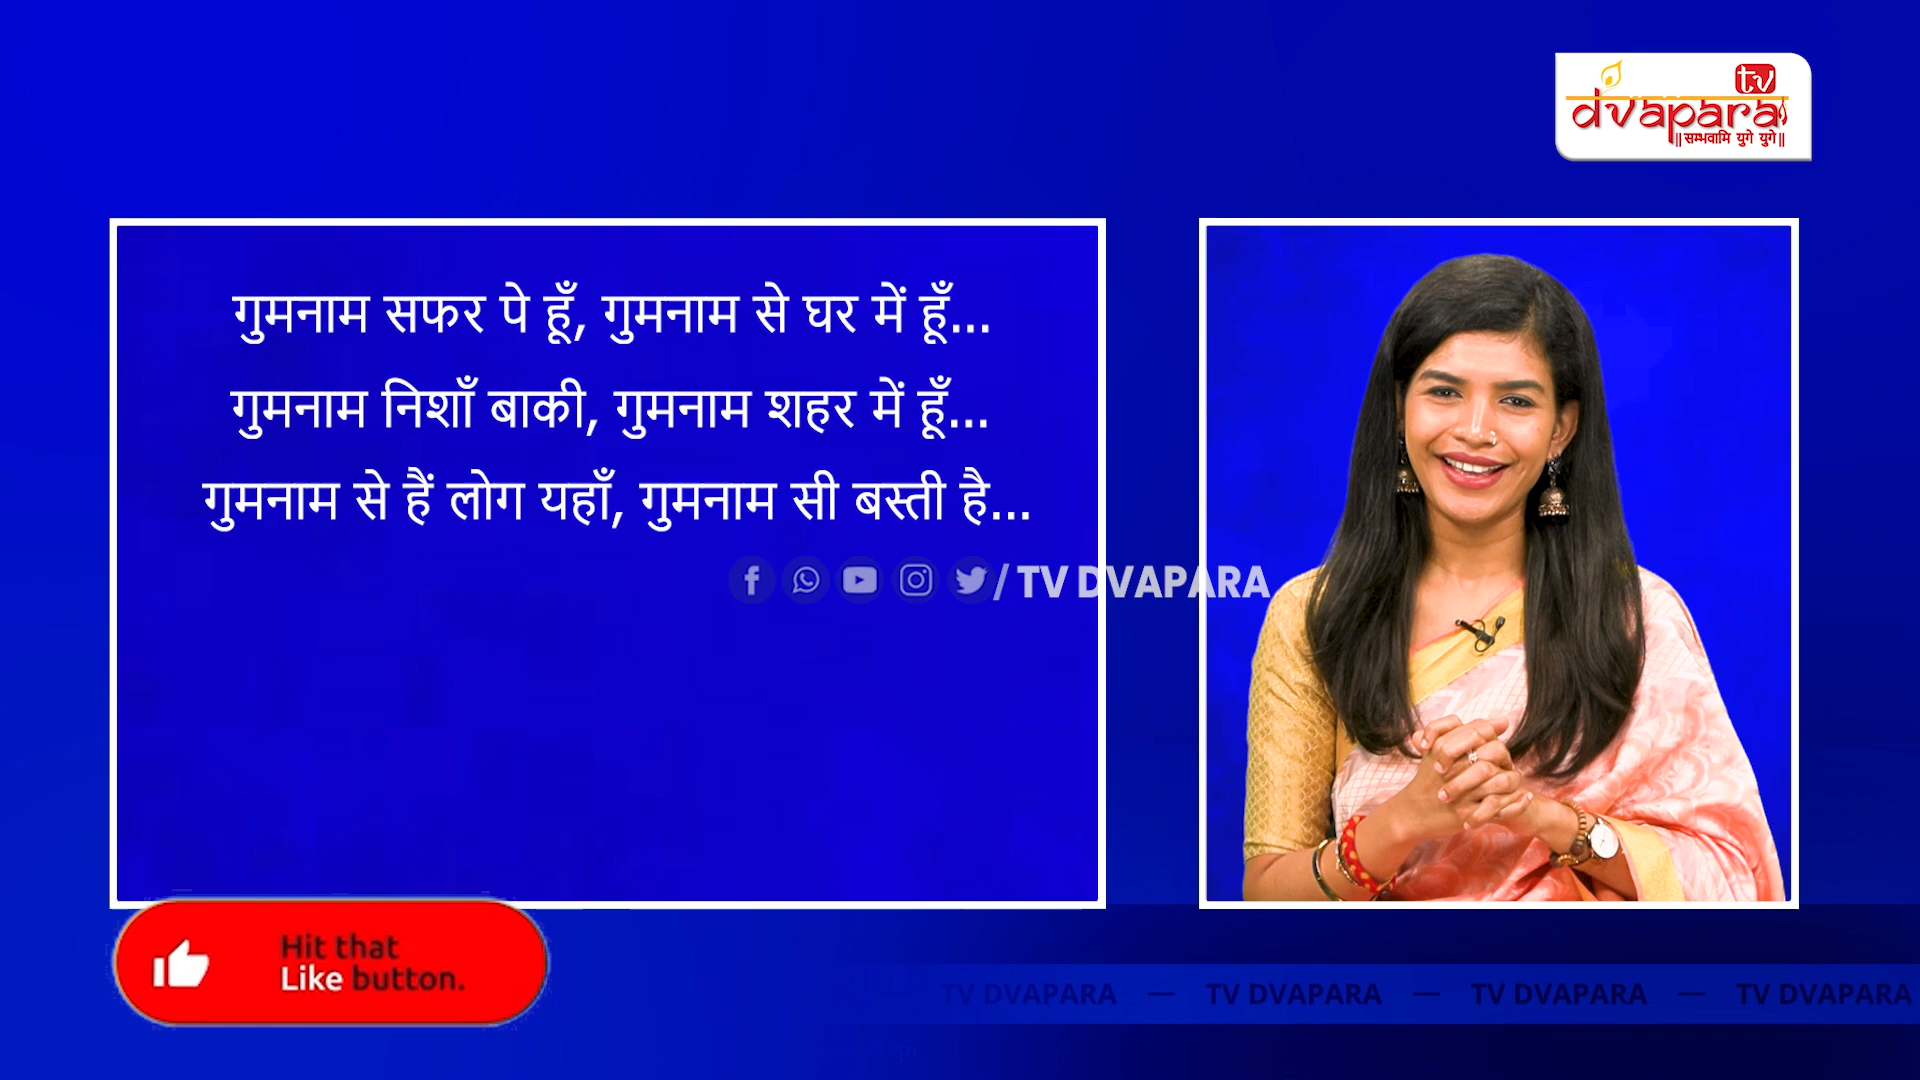 tv
dvapara
॥सम्भवामि युगे युगे॥
गुमनाम सफर पे हूँ, गुमनाम से घर में हूँ...
गुमनाम निशाँ बाकी, गुमनाम शहर में हूँ...
गुमनाम से हैं लोग यहाँ, गुमनाम सी बस्ती है...
/ TV DVAPARA
Hit that
Like button.
TV DVAPARA — TV DVAPARA — TV DVAPARA — TV DVAPARA